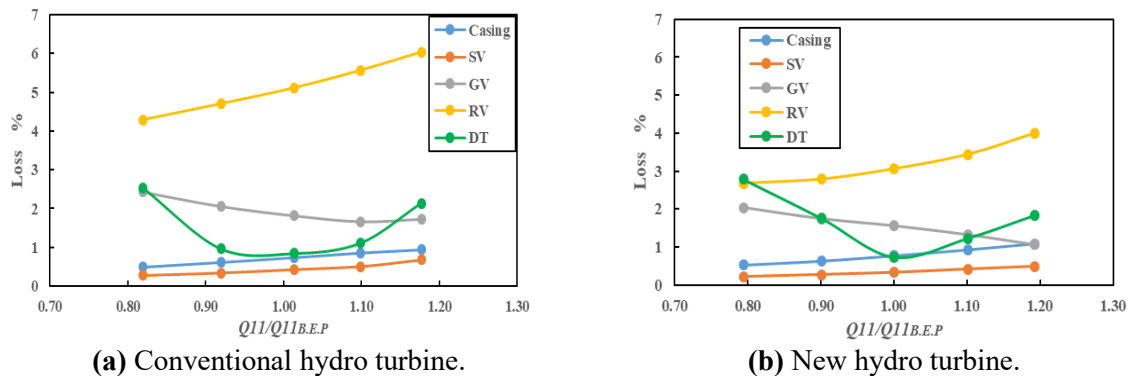 7
6
5
4
3
2
1
0
Loss %
0.70 0.80 0.90 1.00 1.10 1.20 1.30
Q11/Q11B.E.P
Casing
SV
GV
RV
DT
(a) Conventional hydro turbine.
7
6
5
4
3
2
1
0
Loss %
0.70 0.80 0.90 1.00 1.10 1.20 1.30
Q11/Q11B.E.P
Casing
SV
GV
RV
DT
(b) New hydro turbine.